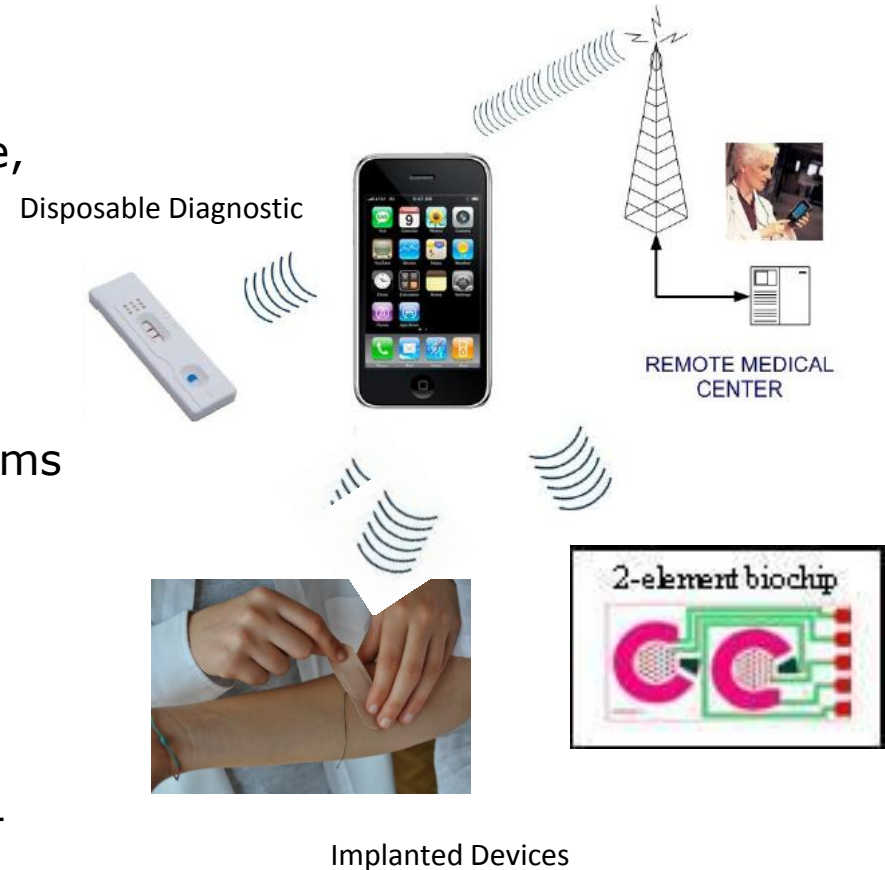 e,
Disposable Diagnostic
REMOTE MEDICAL
CENTER
ms
2-element biochip
Implanted Devices